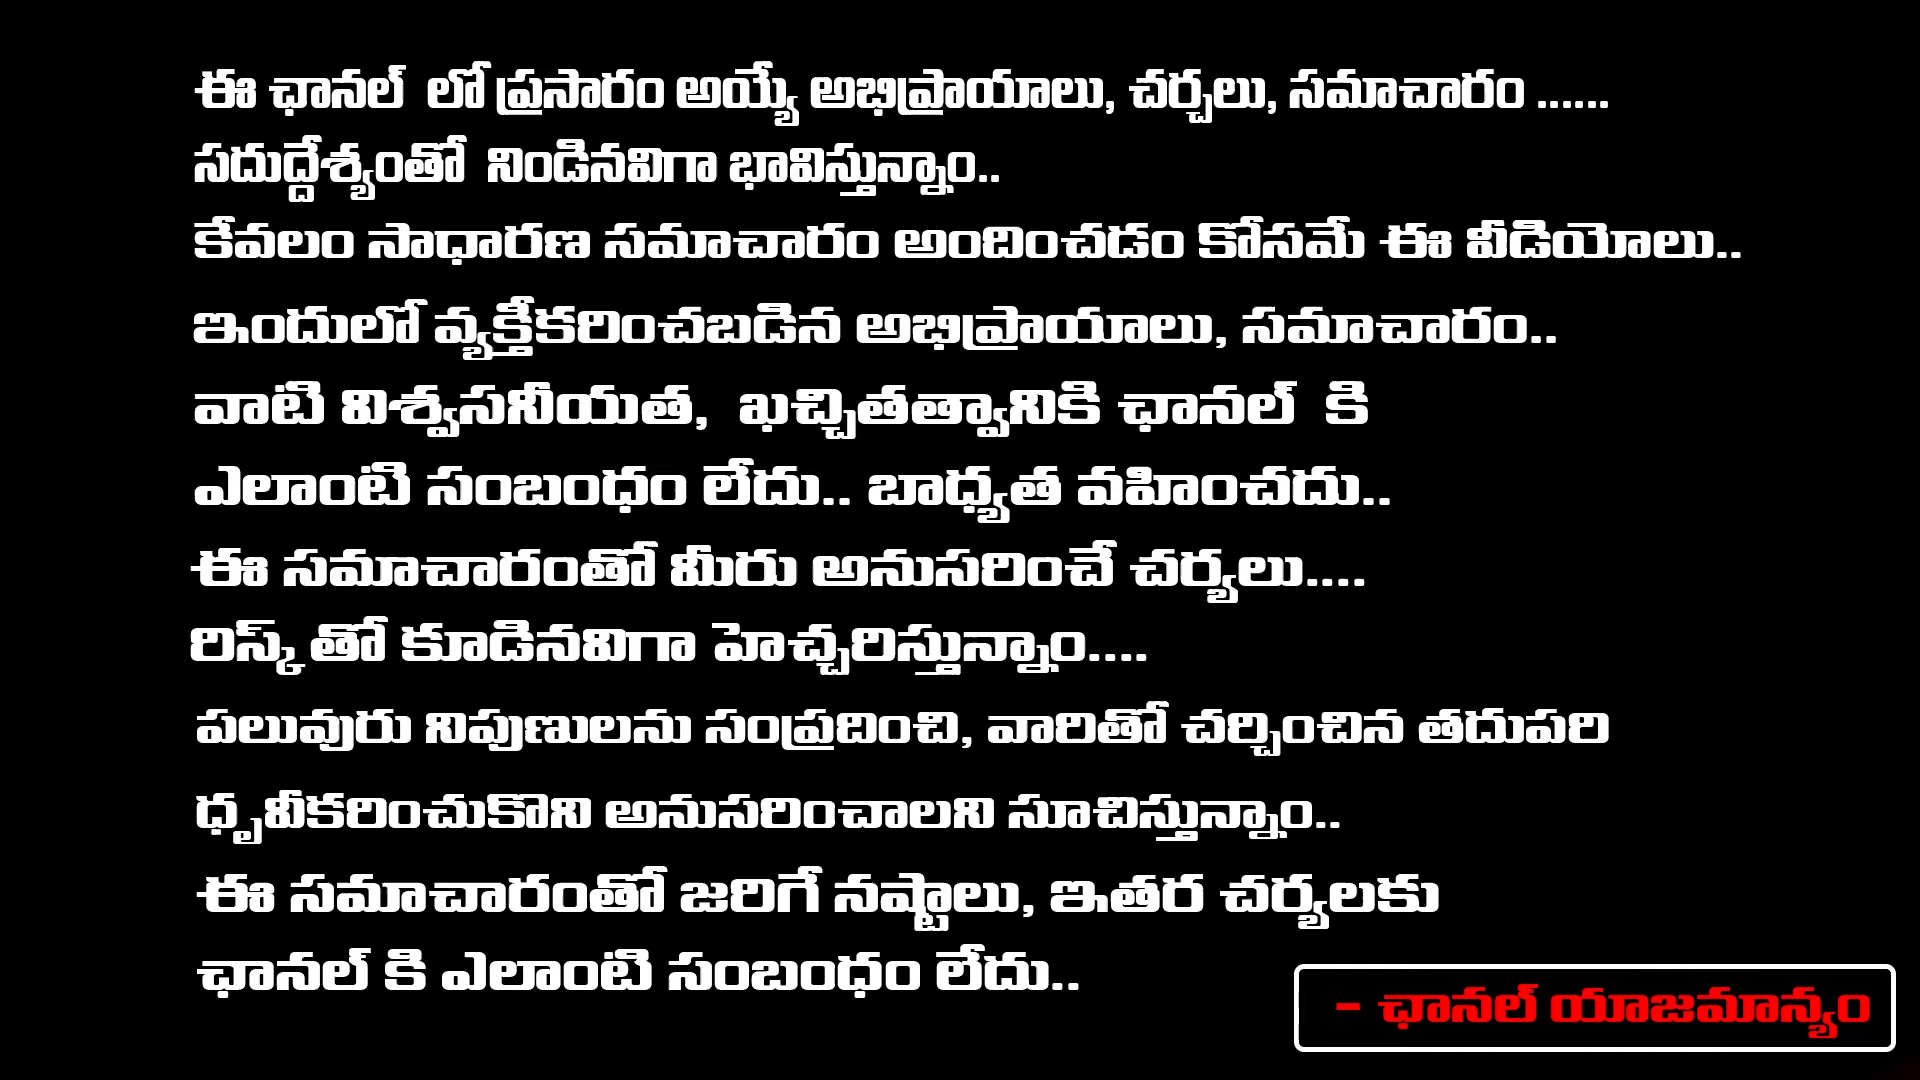 ఈ ఛానల్ లో ప్రసారం అయ్యే అభిప్రాయాలు, చర్చలు, సమాచారం ......
సదుద్దేశ్యంతో నిండినవిగా భావిస్తున్నాం..
కేవలం సాధారణ సమాచారం అందించడం కోసమే ఈ వీడియోలు..
ఇందులో వ్యక్తీకరించబడిన అభిప్రాయాలు, సమాచారం..
వాటి విశ్వసనీయత, ఖచ్చితత్వానికి ఛానల్ కి
ఎలాంటి సంబంధం లేదు.. బాధ్యత వహించదు..
ఈ సమాచారంతో మీరు అనుసరించే చర్యలు....
రిస్క్ తో కూడినవిగా హెచ్చరిస్తున్నాం....
పలువురు నిపుణులను సంప్రదించి, వారితో చర్చించిన తదుపరి
ధృవీకరించుకొని అనుసరించాలని సూచిస్తున్నాం..
ఈ సమాచారంతో జరిగే నష్టాలు, ఇతర చర్యలకు
ఛానల్ కి ఎలాంటి సంబంధం లేదు..
- ఛానల్ యాజమాన్యం